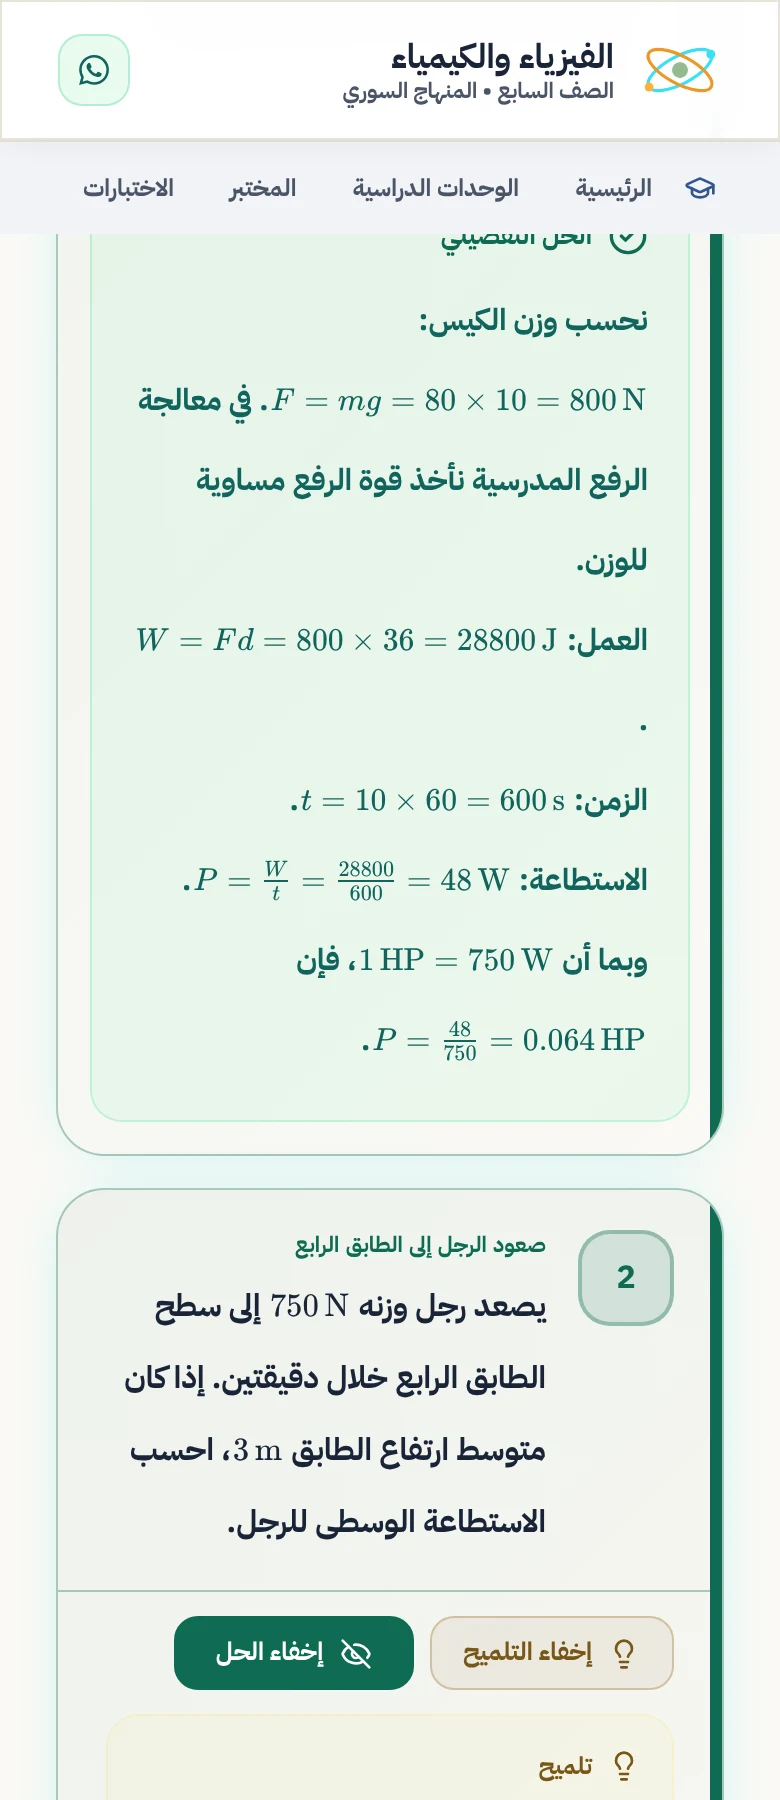 الفيزياء والكيمياء
الصف السابع • المنهاج السوري
الرئيسية
الوحدات الدراسية
المختبر
الاختبارات
الحل التفصيلي
نحسب وزن الكيس:
F = mg = 80 × 10 = 800 N. في معالجة
الرفع المدرسية نأخذ قوة الرفع مساوية
للوزن.
العمل: W = Fd = 800 × 36 = 28800 J
.
الزمن: t = 10 × 60 = 600 s.
الاستطاعة: P = W/t = 28800/600 = 48 W.
وبما أن 1 HP = 750 W، فإن
P = 48/750 = 0.064 HP.
2
صعود الرجل إلى الطابق الرابع
يصعد رجل وزنه 750 N إلى سطح
الطابق الرابع خلال دقيقتين. إذا كان
متوسط ارتفاع الطابق 3 m، احسب
الاستطاعة الوسطى للرجل.
إخفاء التلميح
إخفاء الحل
تلميح